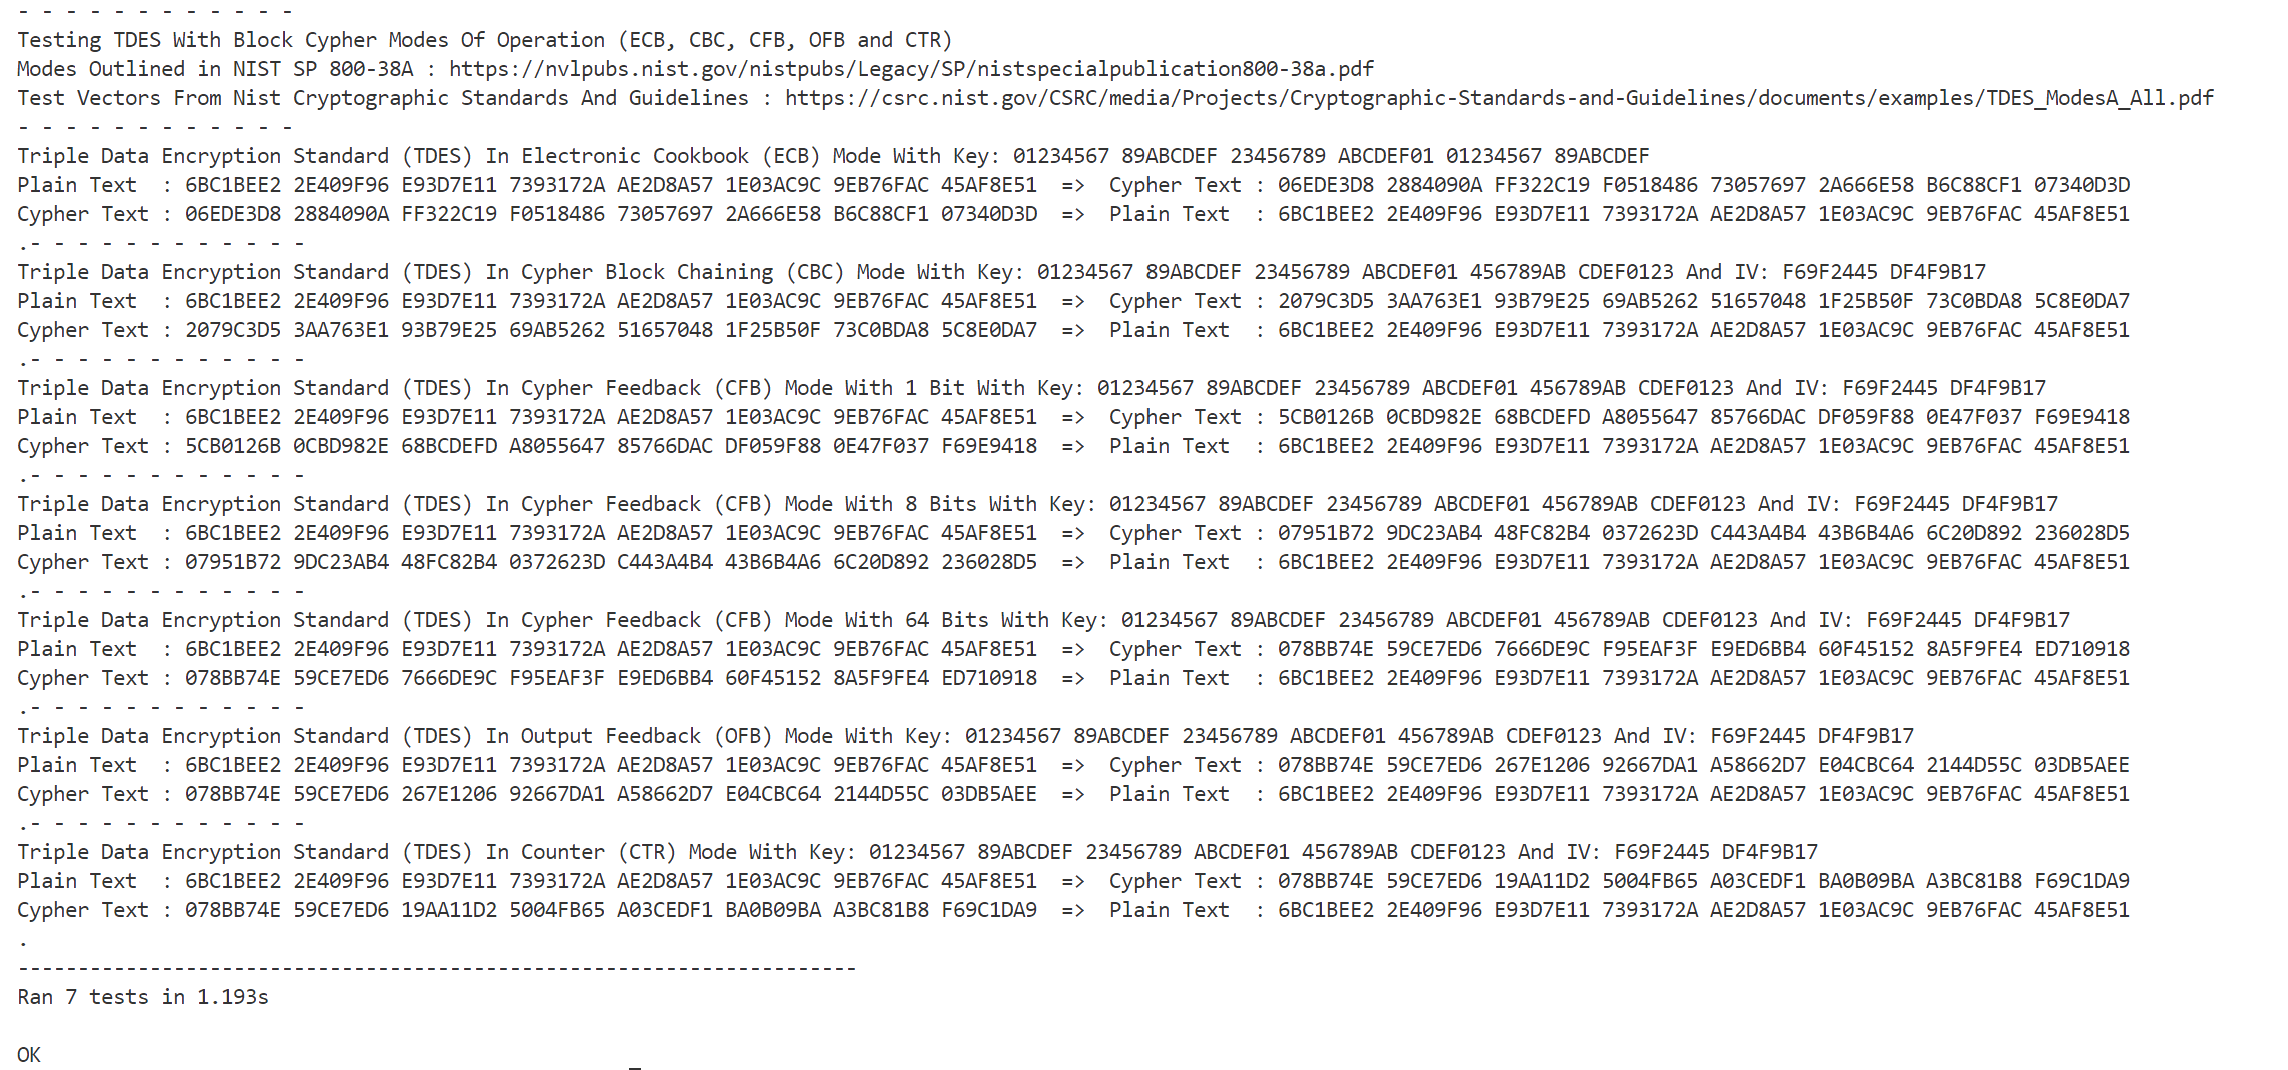 - - - - - - - - - - - -
Testing TDES With Block Cypher Modes Of Operation (ECB, CBC, CFB, OFB and CTR)
Modes Outlined in NIST SP 800-38A : https://nvlpubs.nist.gov/nistpubs/Legacy/SP/nistspecialpublication800-38a.pdf
Test Vectors From Nist Cryptographic Standards And Guidelines : https://csrc.nist.gov/CSRC/media/Projects/Cryptographic-Standards-and-Guidelines/documents/examples/TDES_ModesA_All.pdf
- - - - - - - - - - - -
Triple Data Encryption Standard (TDES) In Electronic Cookbook (ECB) Mode With Key: 01234567 89ABCDEF 23456789 ABCDEF01 01234567 89ABCDEF
Plain Text  : 6BC1BEE2 2E409F96 E93D7E11 7393172A AE2D8A57 1E03AC9C 9EB76FAC 45AF8E51  =>  Cypher Text : 06EDE3D8 2884090A FF322C19 F0518486 73057697 2A666E58 B6C88CF1 07340D3D
Cypher Text : 06EDE3D8 2884090A FF322C19 F0518486 73057697 2A666E58 B6C88CF1 07340D3D  =>  Plain Text  : 6BC1BEE2 2E409F96 E93D7E11 7393172A AE2D8A57 1E03AC9C 9EB76FAC 45AF8E51
.- - - - - - - - - - - -
Triple Data Encryption Standard (TDES) In Cypher Block Chaining (CBC) Mode With Key: 01234567 89ABCDEF 23456789 ABCDEF01 456789AB CDEF0123 And IV: F69F2445 DF4F9B17
Plain Text  : 6BC1BEE2 2E409F96 E93D7E11 7393172A AE2D8A57 1E03AC9C 9EB76FAC 45AF8E51  =>  Cypher Text : 2079C3D5 3AA763E1 93B79E25 69AB5262 51657048 1F25B50F 73C0BDA8 5C8E0DA7
Cypher Text : 2079C3D5 3AA763E1 93B79E25 69AB5262 51657048 1F25B50F 73C0BDA8 5C8E0DA7  =>  Plain Text  : 6BC1BEE2 2E409F96 E93D7E11 7393172A AE2D8A57 1E03AC9C 9EB76FAC 45AF8E51
.- - - - - - - - - - - -
Triple Data Encryption Standard (TDES) In Cypher Feedback (CFB) Mode With 1 Bit With Key: 01234567 89ABCDEF 23456789 ABCDEF01 456789AB CDEF0123 And IV: F69F2445 DF4F9B17
Plain Text  : 6BC1BEE2 2E409F96 E93D7E11 7393172A AE2D8A57 1E03AC9C 9EB76FAC 45AF8E51  =>  Cypher Text : 5CB0126B 0CBD982E 68BCDEFD A8055647 85766DAC DF059F88 0E47F037 F69E9418
Cypher Text : 5CB0126B 0CBD982E 68BCDEFD A8055647 85766DAC DF059F88 0E47F037 F69E9418  =>  Plain Text  : 6BC1BEE2 2E409F96 E93D7E11 7393172A AE2D8A57 1E03AC9C 9EB76FAC 45AF8E51
.- - - - - - - - - - - -
Triple Data Encryption Standard (TDES) In Cypher Feedback (CFB) Mode With 8 Bits With Key: 01234567 89ABCDEF 23456789 ABCDEF01 456789AB CDEF0123 And IV: F69F2445 DF4F9B17
Plain Text  : 6BC1BEE2 2E409F96 E93D7E11 7393172A AE2D8A57 1E03AC9C 9EB76FAC 45AF8E51  =>  Cypher Text : 07951B72 9DC23AB4 48FC82B4 0372623D C443A4B4 43B6B4A6 6C20D892 236028D5
Cypher Text : 07951B72 9DC23AB4 48FC82B4 0372623D C443A4B4 43B6B4A6 6C20D892 236028D5  =>  Plain Text  : 6BC1BEE2 2E409F96 E93D7E11 7393172A AE2D8A57 1E03AC9C 9EB76FAC 45AF8E51
.- - - - - - - - - - - -
Triple Data Encryption Standard (TDES) In Cypher Feedback (CFB) Mode With 64 Bits With Key: 01234567 89ABCDEF 23456789 ABCDEF01 456789AB CDEF0123 And IV: F69F2445 DF4F9B17
Plain Text  : 6BC1BEE2 2E409F96 E93D7E11 7393172A AE2D8A57 1E03AC9C 9EB76FAC 45AF8E51  =>  Cypher Text : 078BB74E 59CE7ED6 7666DE9C F95EAF3F E9ED6BB4 60F45152 8A5F9FE4 ED710918
Cypher Text : 078BB74E 59CE7ED6 7666DE9C F95EAF3F E9ED6BB4 60F45152 8A5F9FE4 ED710918  =>  Plain Text  : 6BC1BEE2 2E409F96 E93D7E11 7393172A AE2D8A57 1E03AC9C 9EB76FAC 45AF8E51
.- - - - - - - - - - - -
Triple Data Encryption Standard (TDES) In Output Feedback (OFB) Mode With Key: 01234567 89ABCDEF 23456789 ABCDEF01 456789AB CDEF0123 And IV: F69F2445 DF4F9B17
Plain Text  : 6BC1BEE2 2E409F96 E93D7E11 7393172A AE2D8A57 1E03AC9C 9EB76FAC 45AF8E51  =>  Cypher Text : 078BB74E 59CE7ED6 267E1206 92667DA1 A58662D7 E04CBC64 2144D55C 03DB5AEE
Cypher Text : 078BB74E 59CE7ED6 267E1206 92667DA1 A58662D7 E04CBC64 2144D55C 03DB5AEE  =>  Plain Text  : 6BC1BEE2 2E409F96 E93D7E11 7393172A AE2D8A57 1E03AC9C 9EB76FAC 45AF8E51
.- - - - - - - - - - - -
Triple Data Encryption Standard (TDES) In Counter (CTR) Mode With Key: 01234567 89ABCDEF 23456789 ABCDEF01 456789AB CDEF0123 And IV: F69F2445 DF4F9B17
Plain Text  : 6BC1BEE2 2E409F96 E93D7E11 7393172A AE2D8A57 1E03AC9C 9EB76FAC 45AF8E51  =>  Cypher Text : 078BB74E 59CE7ED6 19AA11D2 5004FB65 A03CEDF1 BA0B09BA A3BC81B8 F69C1DA9
Cypher Text : 078BB74E 59CE7ED6 19AA11D2 5004FB65 A03CEDF1 BA0B09BA A3BC81B8 F69C1DA9  =>  Plain Text  : 6BC1BEE2 2E409F96 E93D7E11 7393172A AE2D8A57 1E03AC9C 9EB76FAC 45AF8E51
.
----------------------------------------------------------------------
Ran 7 tests in 1.193s
OK
_